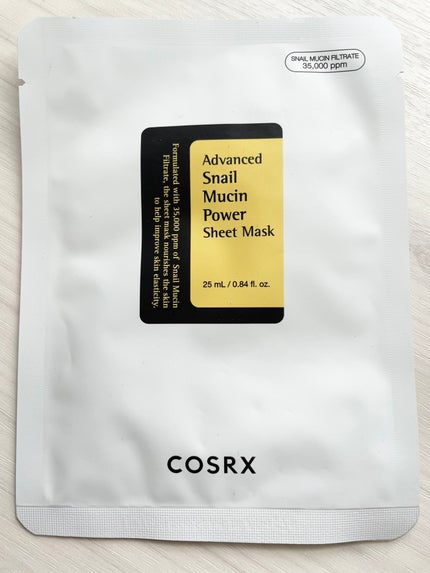 SNAIL MUCIN FILTRATE
35,000 ppm
Advanced
Snail
Mucin
Power
Sheet Mask
25 mL / 0.84 fl. oz.
Formulated with 35,000 ppm of Snail Mucin
Filtrate, the sheet mask nourishes the skin
to help improve skin elasticity.
COSRX